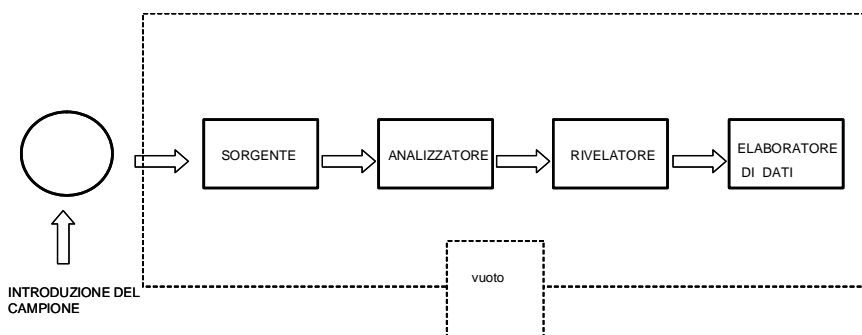 SORGENTE
ANALIZZATORE
RIVELATORE
ELABORATORE
DI DATI
vuoto
INTRODUZIONE DEL
CAMPIONE